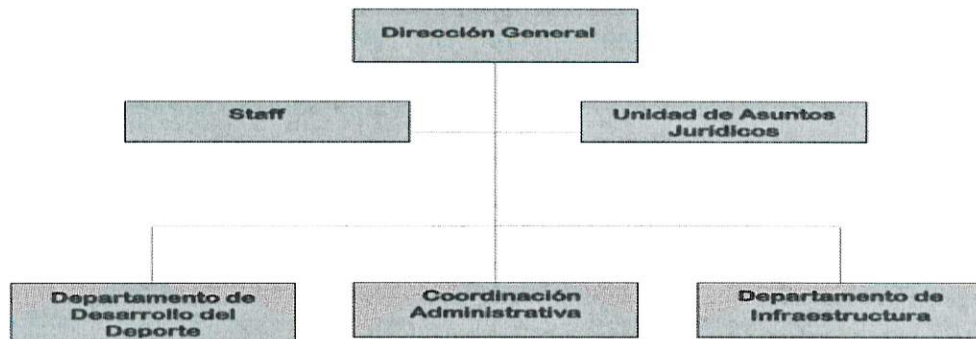 Dirección General
Staff
Unidad de Asuntos
Jurídicos
Departamento de
Desarrollo del
Deporte
Coordinación
Administrativa
Departamento de
Infraestructura